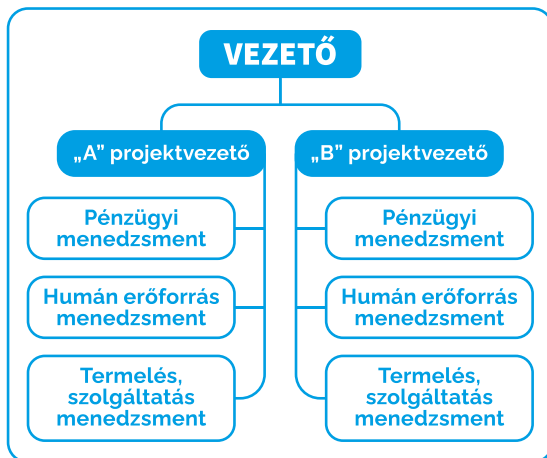 VEZETŐ
„A” projektvezető
„B” projektvezető
Pénzügyi
menedzsment
Humán erőforrás
menedzsment
Termelés,
szolgáltatás
menedzsment
Pénzügyi
menedzsment
Humán erőforrás
menedzsment
Termelés,
szolgáltatás
menedzsment